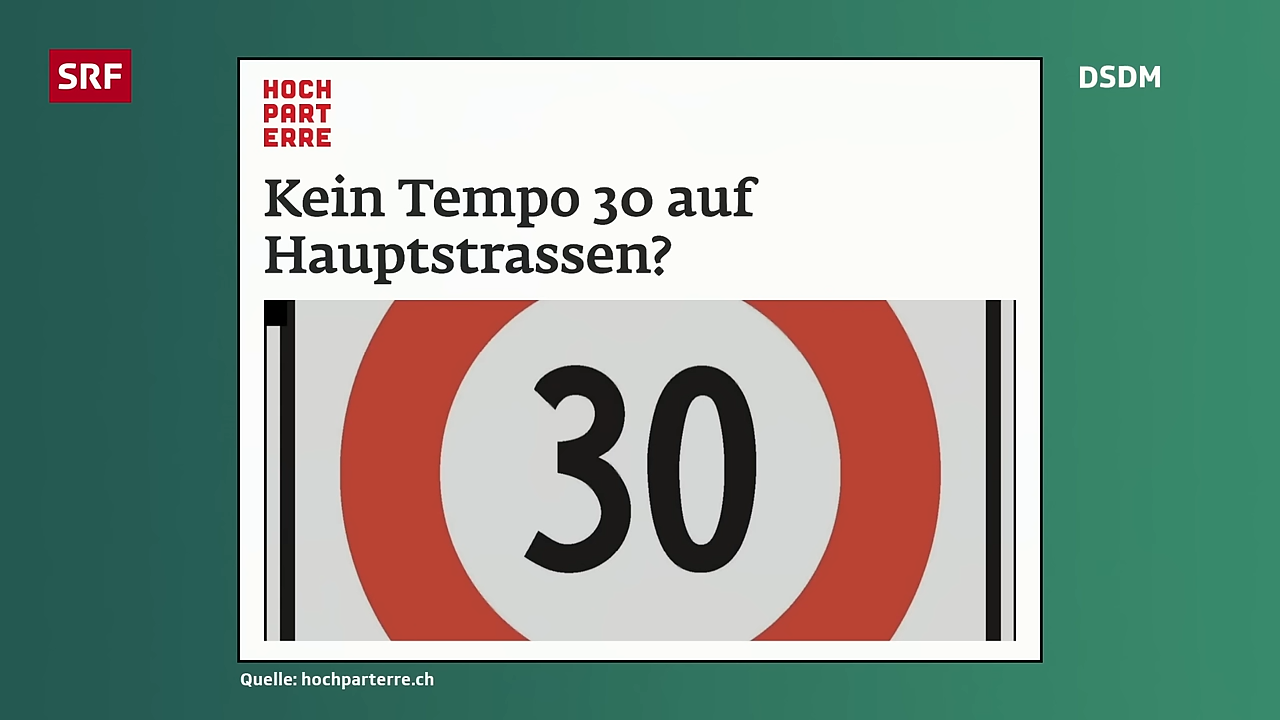 SRF
DSDM
HOCH
PART
ERRE
Kein Tempo 30 auf
Hauptstrassen?
30
Quelle: hochparterre.ch